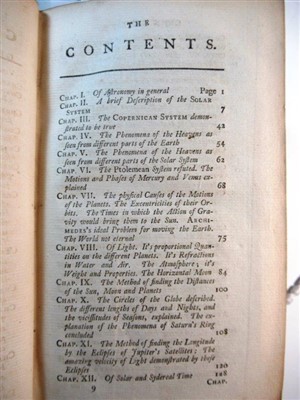 THE
CONTENTS.
CHAP. I. Of Astronomy in general Page 1
CHAP. II. A brief Description of the SOLAR
SYSTEM 7
CHAP. III. The COPERNICAN SYSTEM demon-
strated to be true 42
CHAP. IV. The Phenomena of the Heavens as
seen from different parts of the Earth 54
CHAP. V. The Phenomena of the Heavens as
seen from different parts of the Solar System 62
CHAP. VI. The Ptolemean System refuted. The
Motions and Phases of Mercury and Venus ex-
plained 68
CHAP. VII. The physical Causes of the Motions
of the Planets. The Eccentricities of their Or-
bits. The Times in which the Action of Gra-
vity would bring them to the Sun. ARCHI-
MEDES's ideal Problem for moving the Earth.
The World not eternal 75
CHAP. VIII. Of Light. It's proportional Quan-
tities on the different Planets. It's Refractions
in Water and Air. The Atmosphere; it's
Weight and Properties. The Horizontal Moon 84
CHAP. IX. The Method of finding the Distances
of the Sun, Moon and Planets
CHAP. X. The Circles of the Globe described.
The different lengths of Days and Nights, and
the vicissitudes of Seasons, explained. The ex-
planation of the Phenomena of Saturn's Ring
concluded 108
CHAP. XI. The Method of finding the Longitude
by the Eclipses of Jupiter's Satellites: The
amazing velocity of Light demonstrated by these
Eclipses 120
CHAP. XII. Of Solar and Sydereal Time 128
9 CHAP.